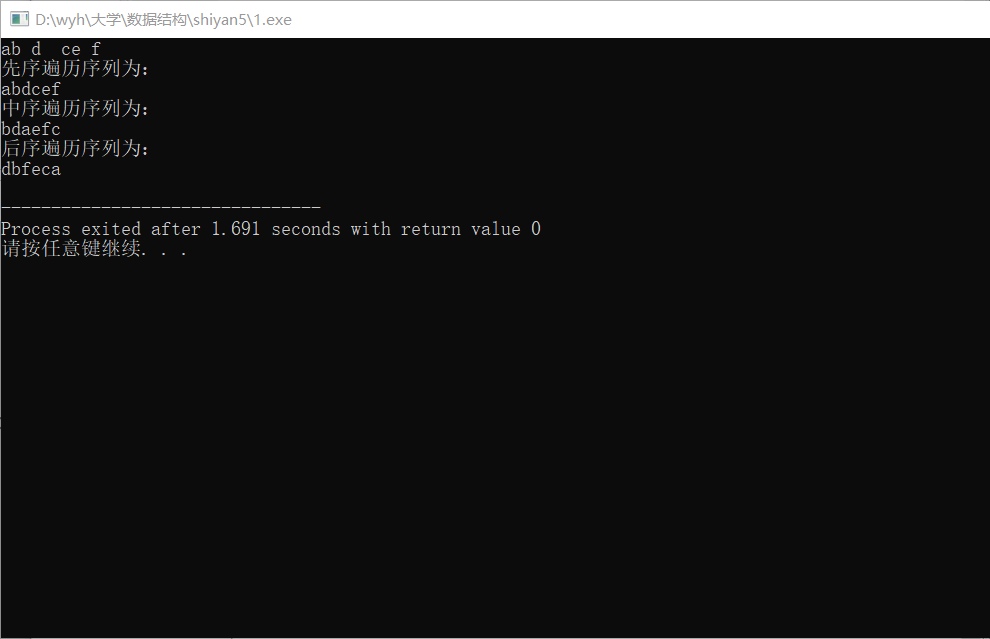 D:\wyh\大学\数据结构\shiyan5\1.exe
ab d  ce f
先序遍历序列为:
abdcef
中序遍历序列为:
bdaefc
后序遍历序列为:
dbfeca
--------------------------------
Process exited after 1.691 seconds with return value 0
请按任意键继续. . .